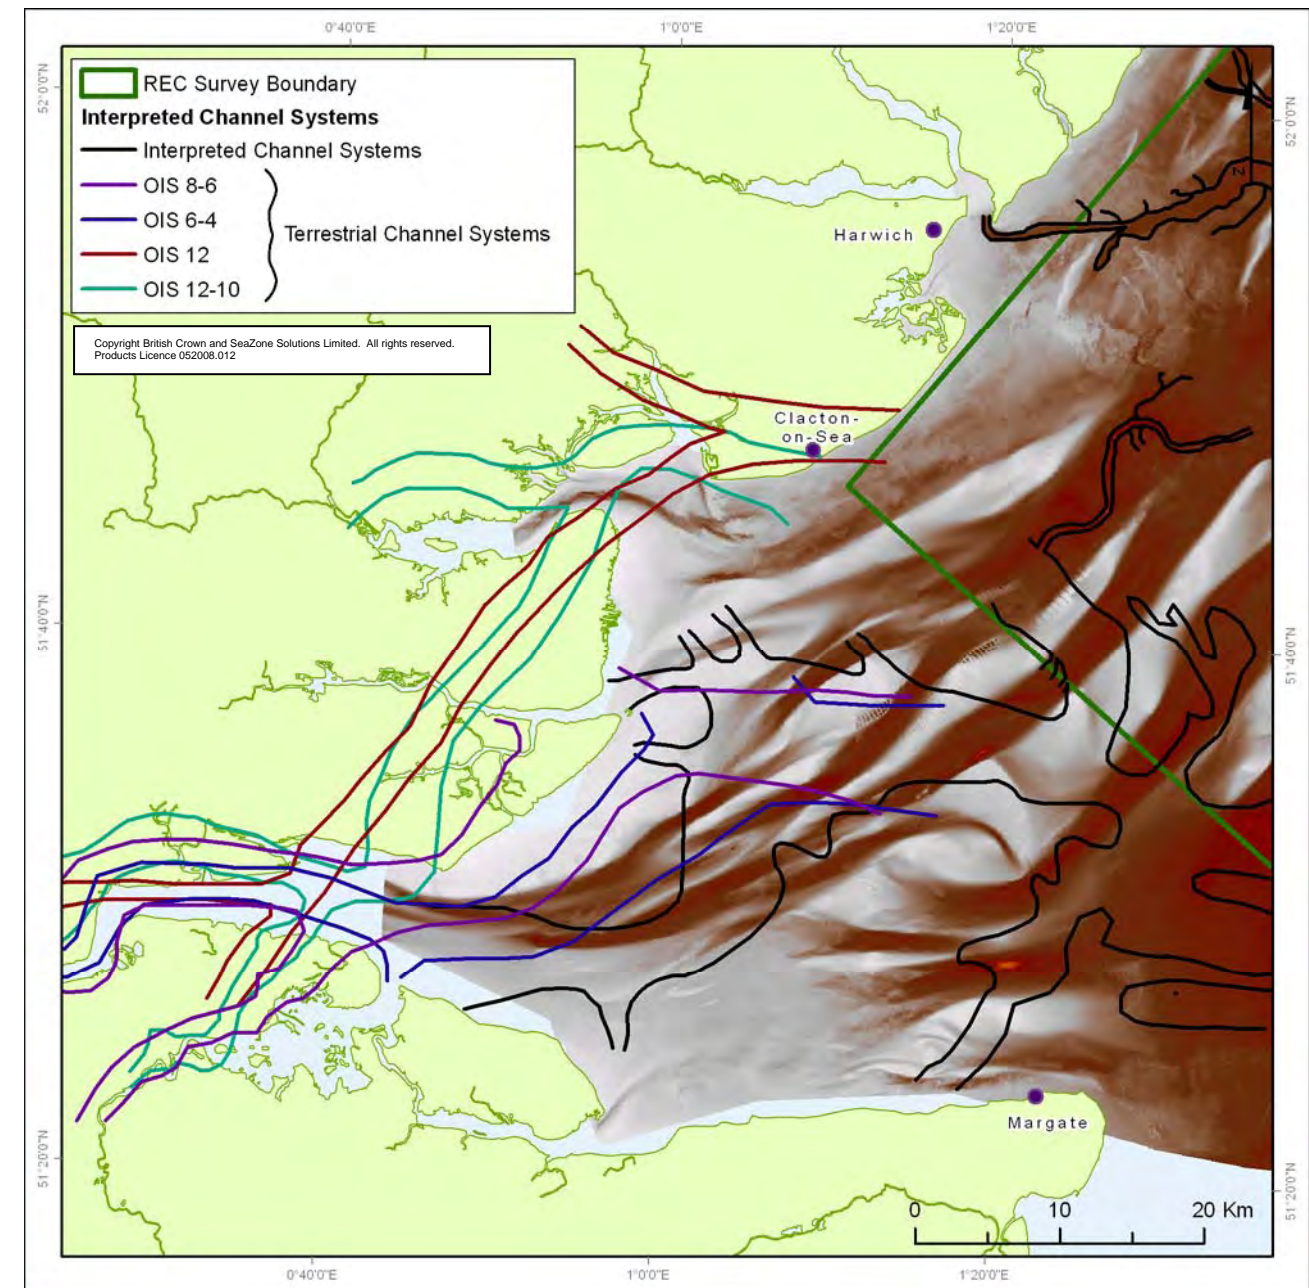 0°40'0"E 1°0'0"E 1°20'0"E
52°0'0"N
52°0'0"N
REC Survey Boundary
Interpreted Channel Systems
Interpreted Channel Systems
OIS 8-6
OIS 6-4
OIS 12
OIS 12-10
Terrestrial Channel Systems
Copyright British Crown and SeaZone Solutions Limited. All rights reserved.
Products Licence 052008.012
Harwich
Clacton-
on-Sea
51°40'0"N
51°40'0"N
Margate
51°20'0"N
51°20'0"N
0 10 20 Km
0°40'0"E 1°0'0"E 1°20'0"E